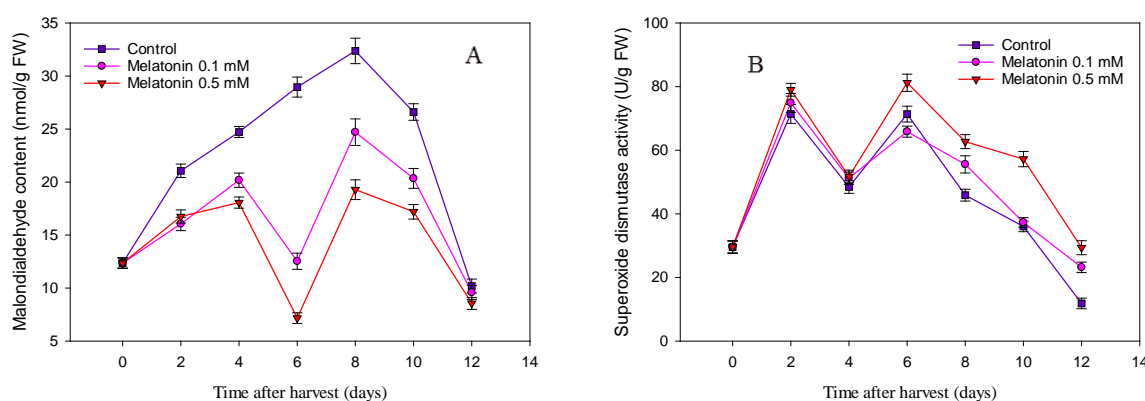 Malondialdehyde content (nmol/g FW)
35
30
25
20
15
10
5
Control
Melatonin 0.1 mM
Melatonin 0.5 mM
A
0 2 4 6 8 10 12 14
Time after harvest (days)
Superoxide dismutase activity (U/g FW)
100
80
60
40
20
0
B
Control
Melatonin 0.1 mM
Melatonin 0.5 mM
0 2 4 6 8 10 12 14
Time after harvest (days)